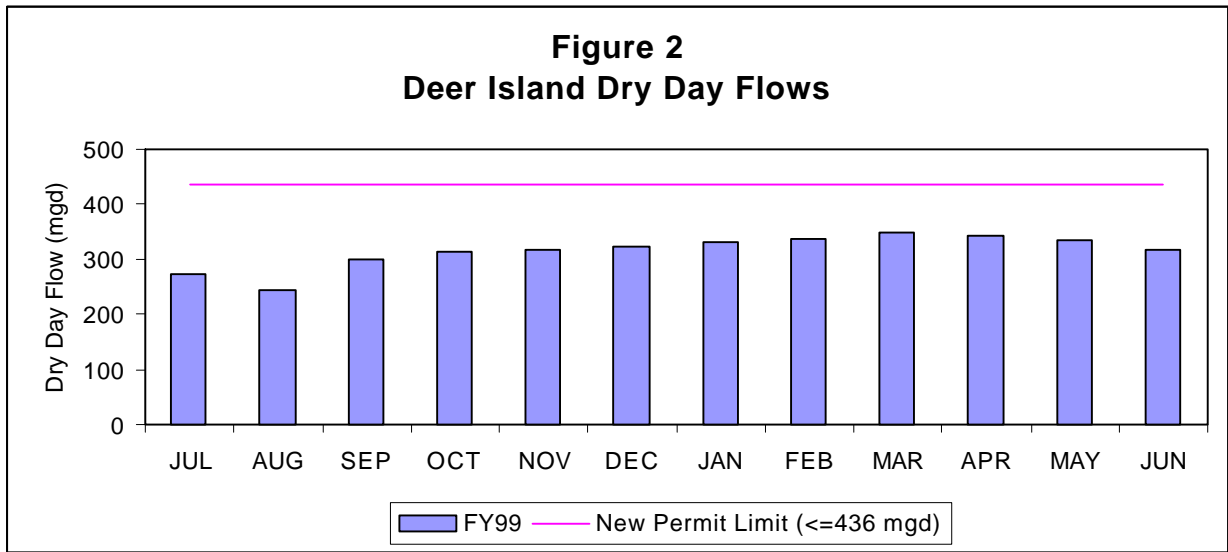 Figure 2
Deer Island Dry Day Flows
Dry Day Flow (mgd)
500
400
300
200
100
0
JUL AUG SEP OCT NOV DEC JAN FEB MAR APR MAY JUN
FY99 New Permit Limit (<=436 mgd)